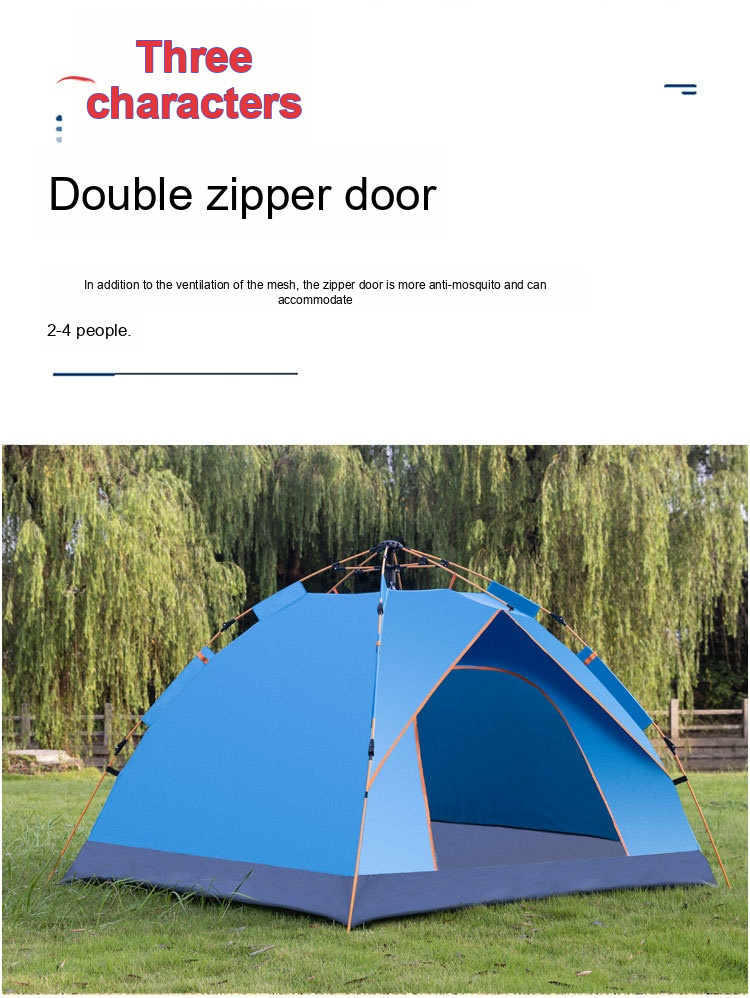 Three
characters
Double zipper door
In addition to the ventilation of the mesh, the zipper door is more anti-mosquito and can
accommodate
2-4 people.